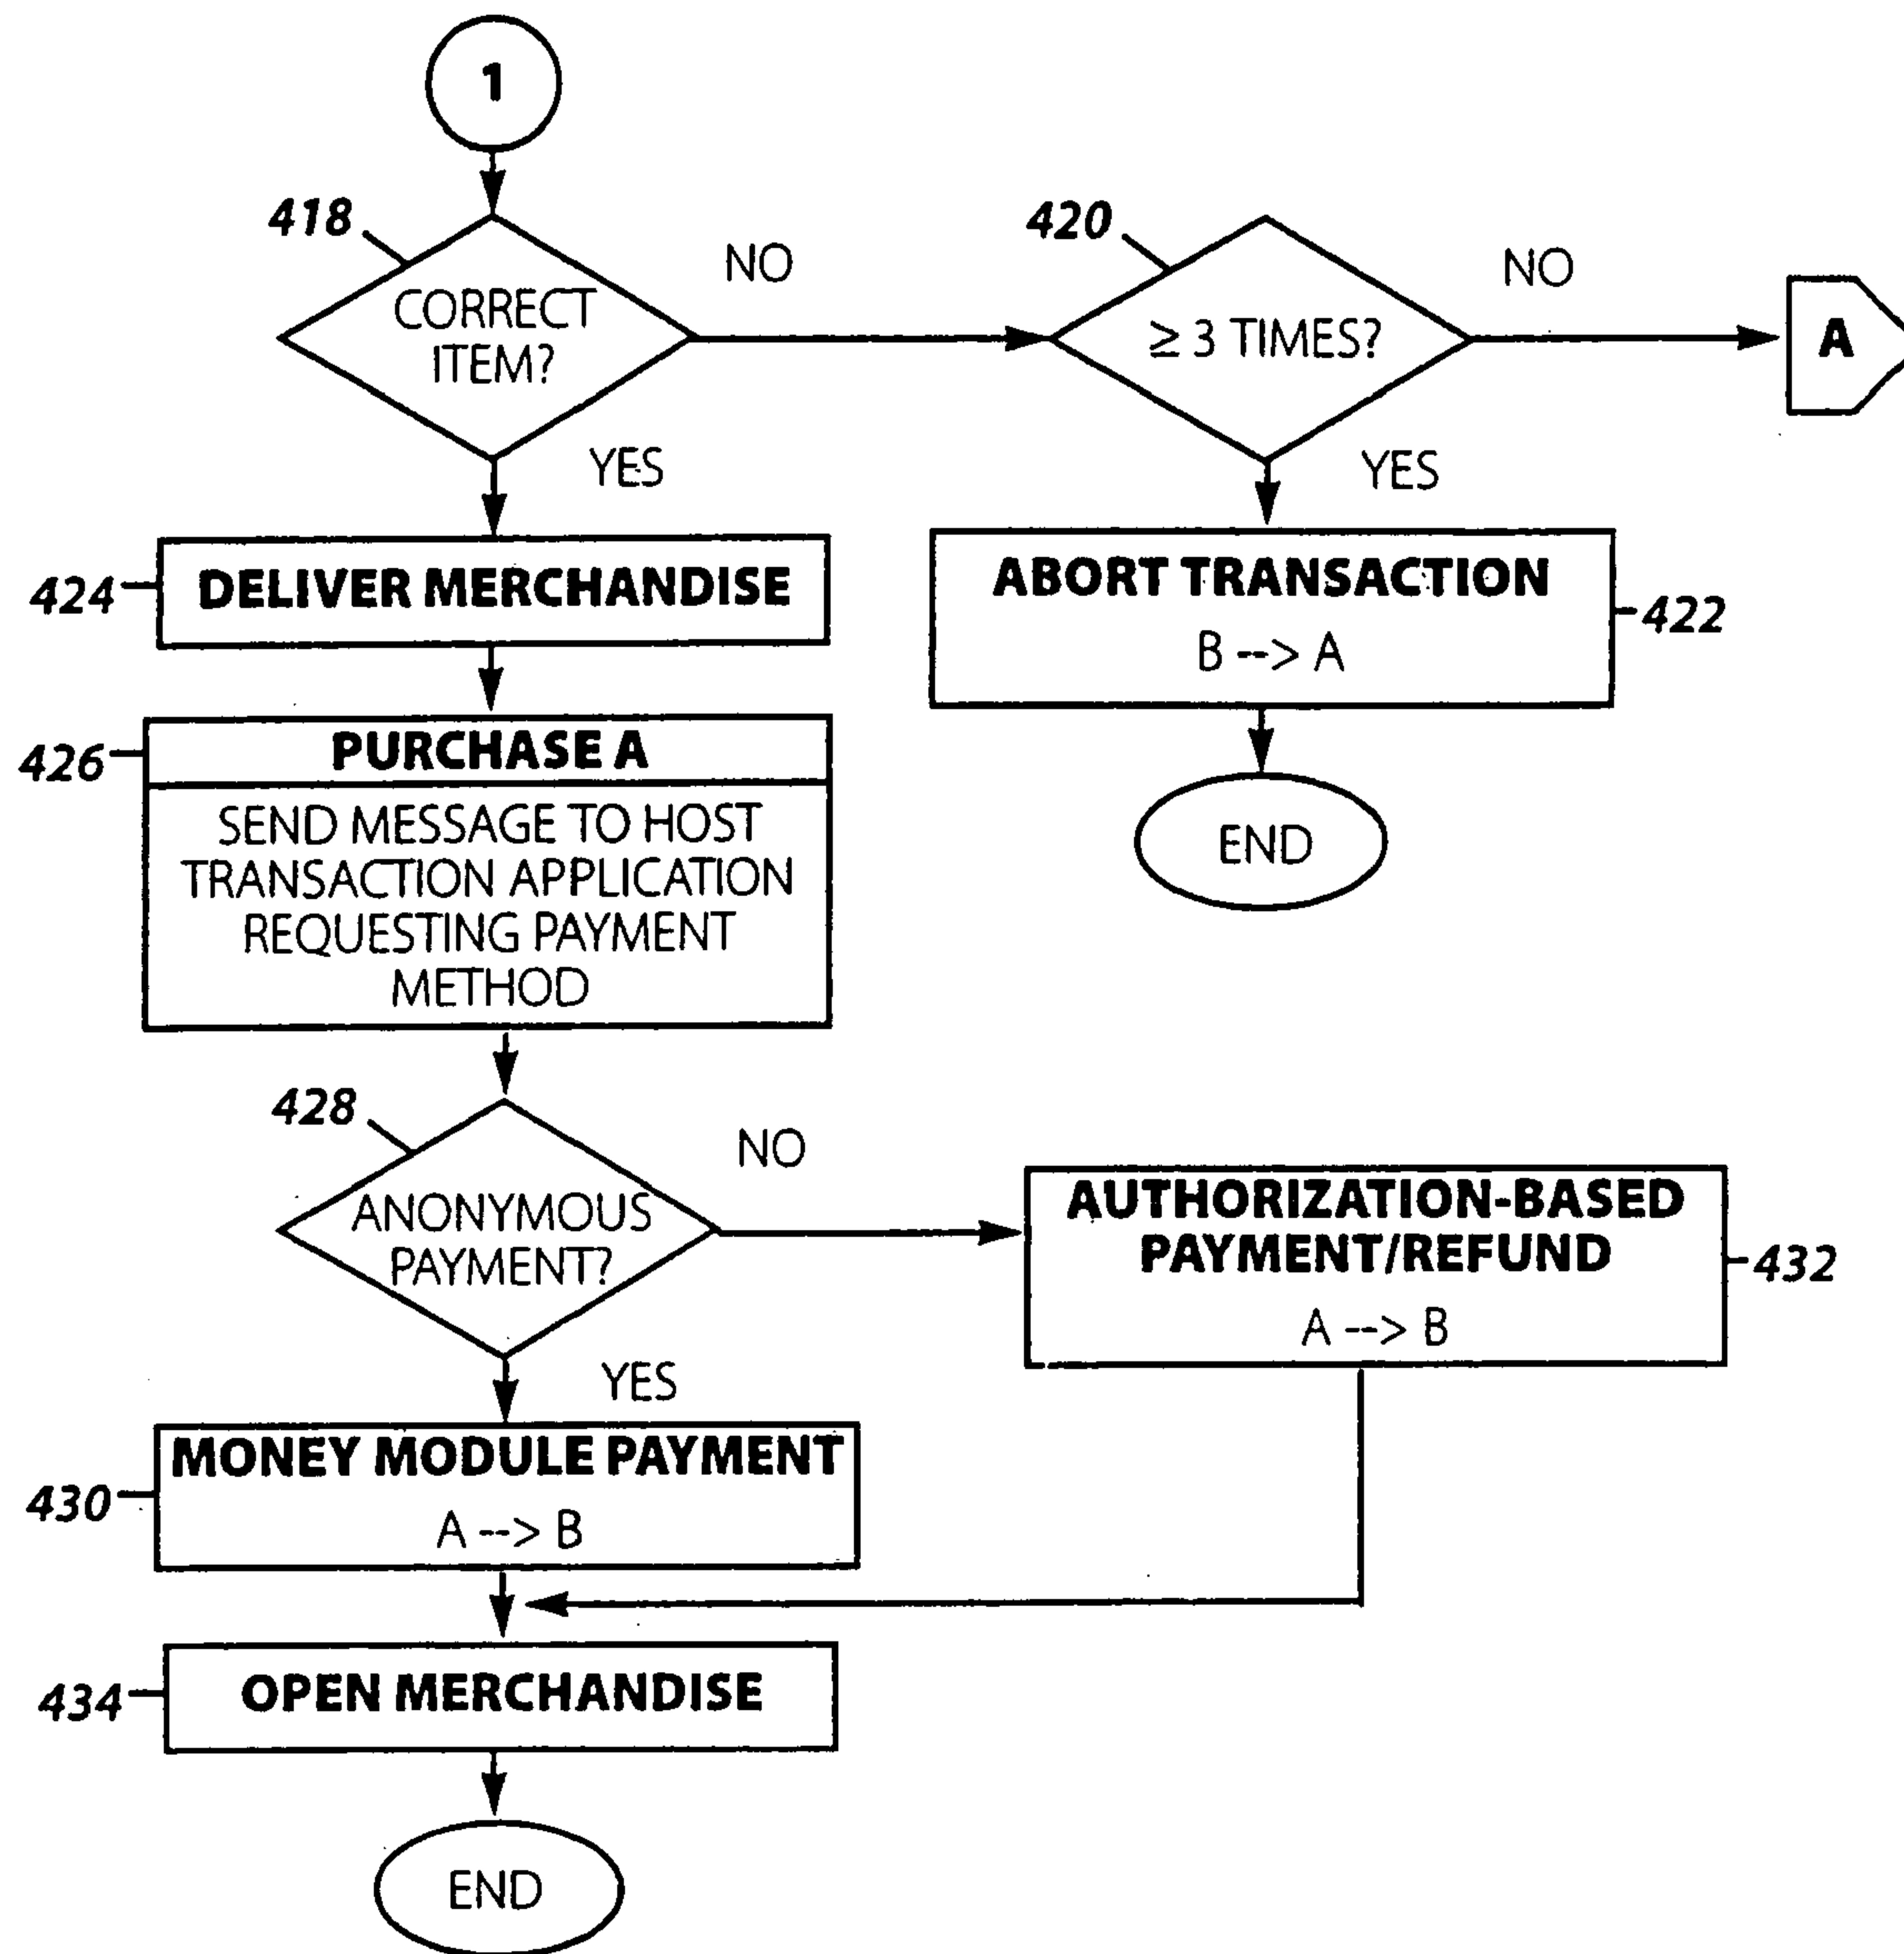 1
418
CORRECT
ITEM?
NO
YES
420
≥ 3 TIMES?
NO
A
YES
424
DELIVER MERCHANDISE
ABORT TRANSACTION
B --> A
422
426
PURCHASE A
SEND MESSAGE TO HOST
TRANSACTION APPLICATION
REQUESTING PAYMENT
METHOD
END
428
ANONYMOUS
PAYMENT?
NO
YES
AUTHORIZATION-BASED
PAYMENT/REFUND
A --> B
432
430
MONEY MODULE PAYMENT
A --> B
434
OPEN MERCHANDISE
END